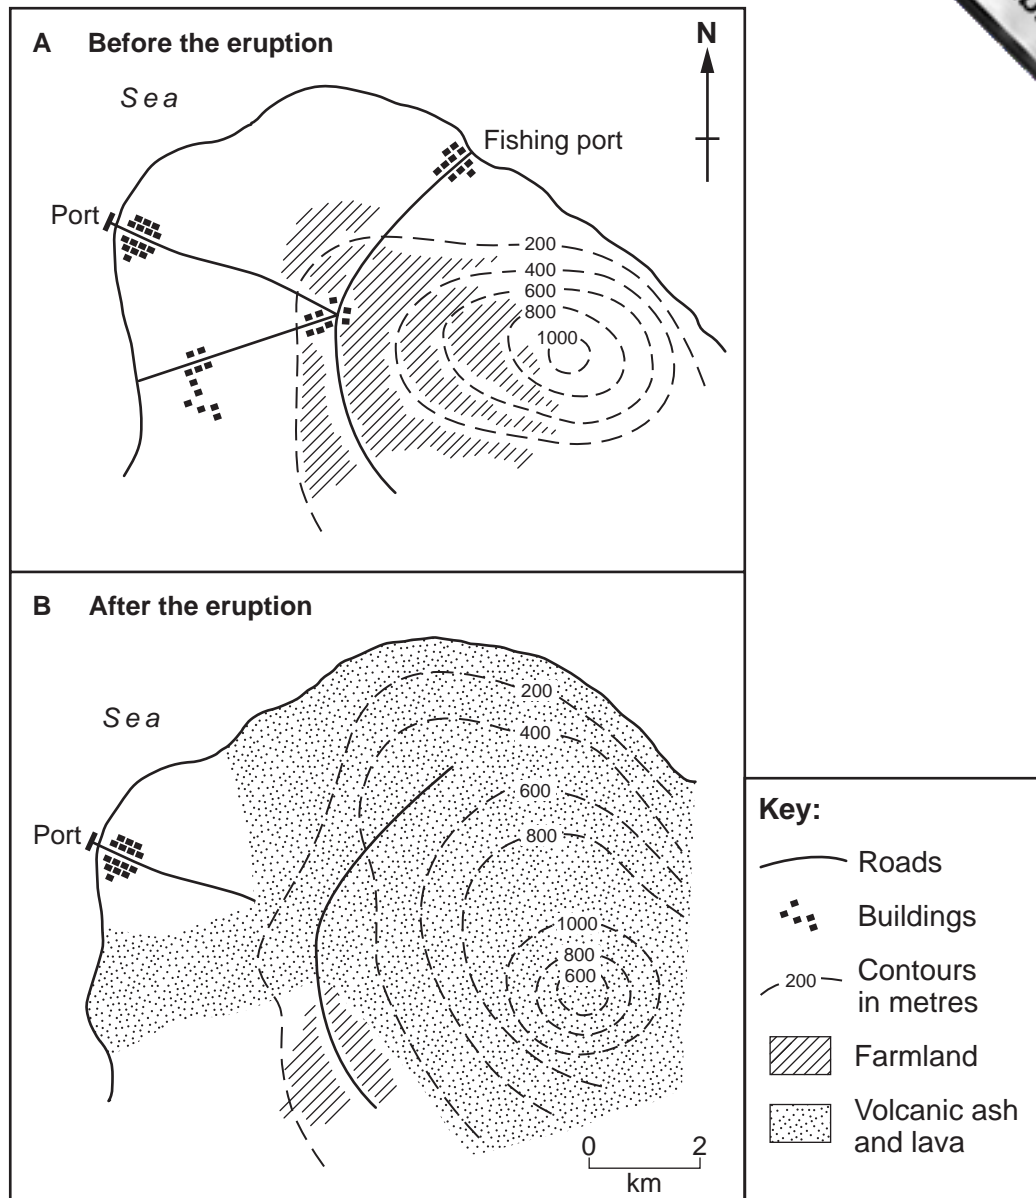 A Before the eruption
N
Sea
Fishing port
Port
200
400
600
800
1000
B After the eruption
Sea
200
400
600
800
Port
1000
800
600
0 2
km
Key:
Roads
Buildings
200
Contours
in metres
Farmland
Volcanic ash
and lava